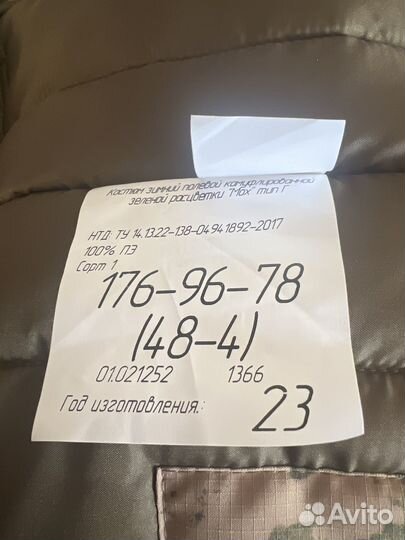 Костюм зимний полевой камуфлированной
зеленой расцветки "Мох" тип Г
НТД: ТУ 14.13.22-138-04941892-2017
100% ПЭ
Сорт 1
176-96-78
(48-4)
01.021252 1366
Год изготовления.: 23
Avito